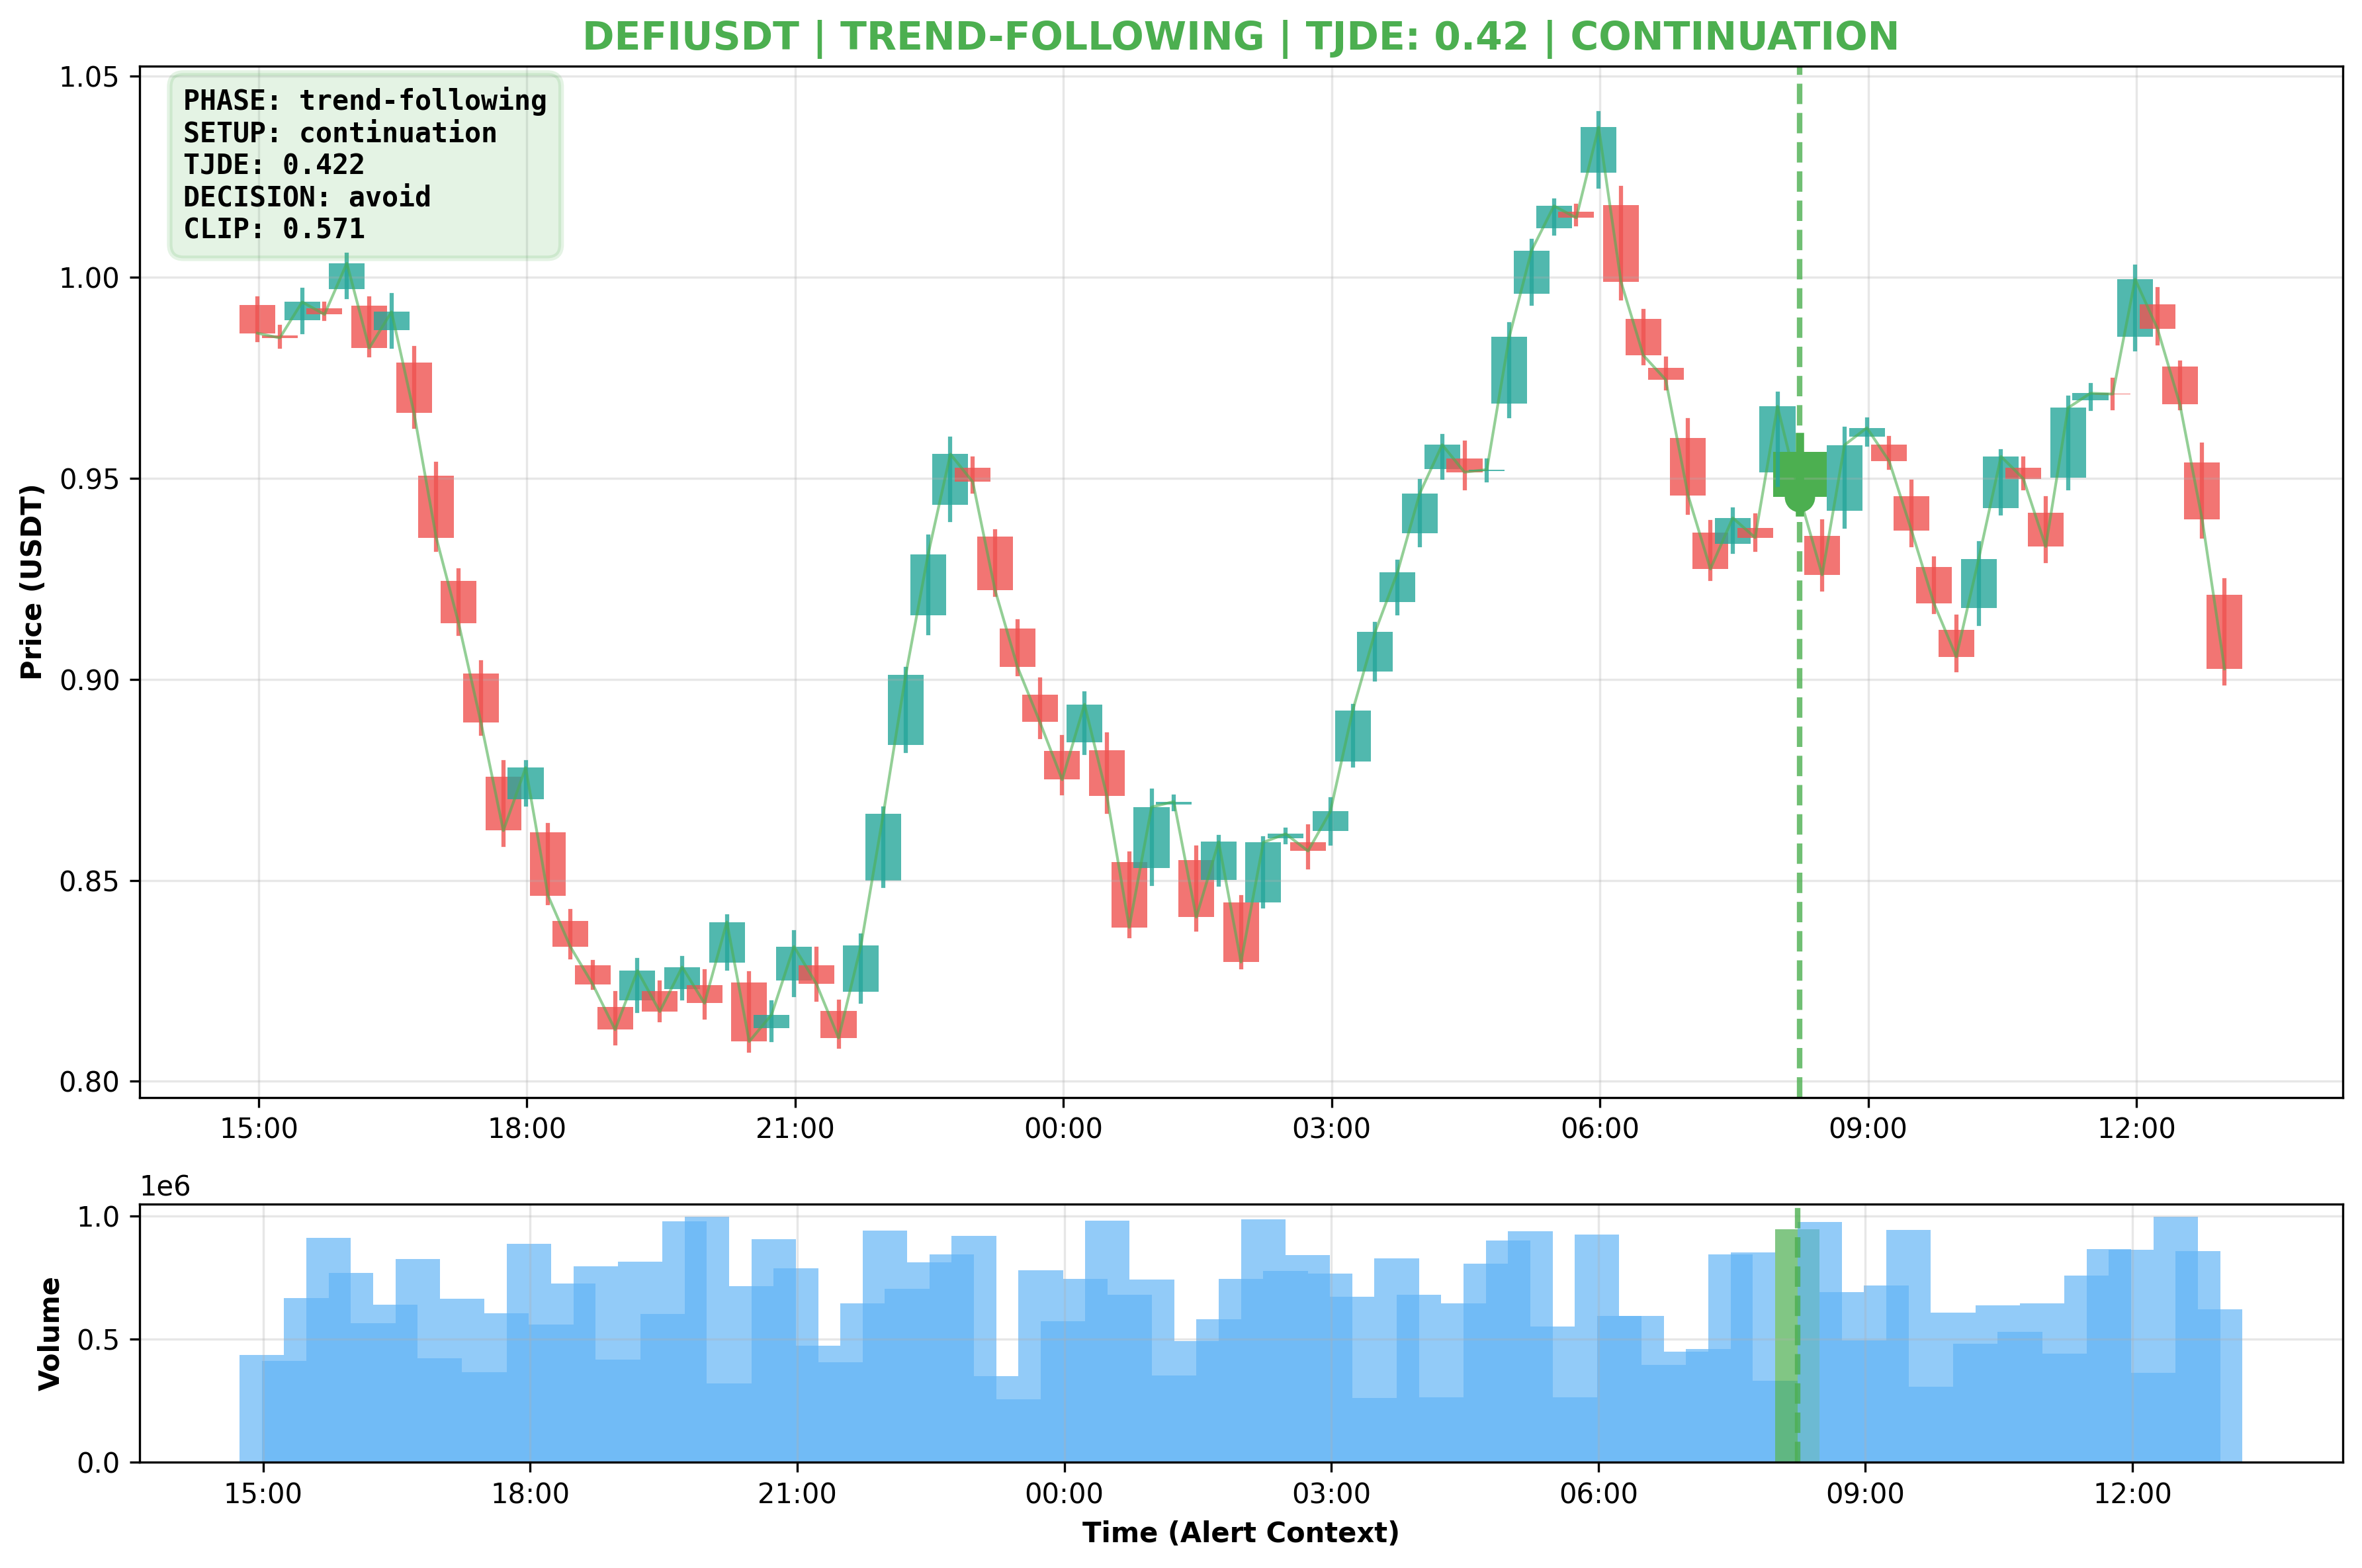 DEFIUSDT | TREND-FOLLOWING | TJDE: 0.42 | CONTINUATION
PHASE: trend-following
SETUP: continuation
TJDE: 0.422
DECISION: avoid
CLIP: 0.571
Price (USDT)
1.05
1.00
0.95
0.90
0.85
0.80
15:00 18:00 21:00 00:00 03:00 06:00 09:00 12:00
1e6
Volume
1.0
0.5
0.0
15:00 18:00 21:00 00:00 03:00 06:00 09:00 12:00
Time (Alert Context)